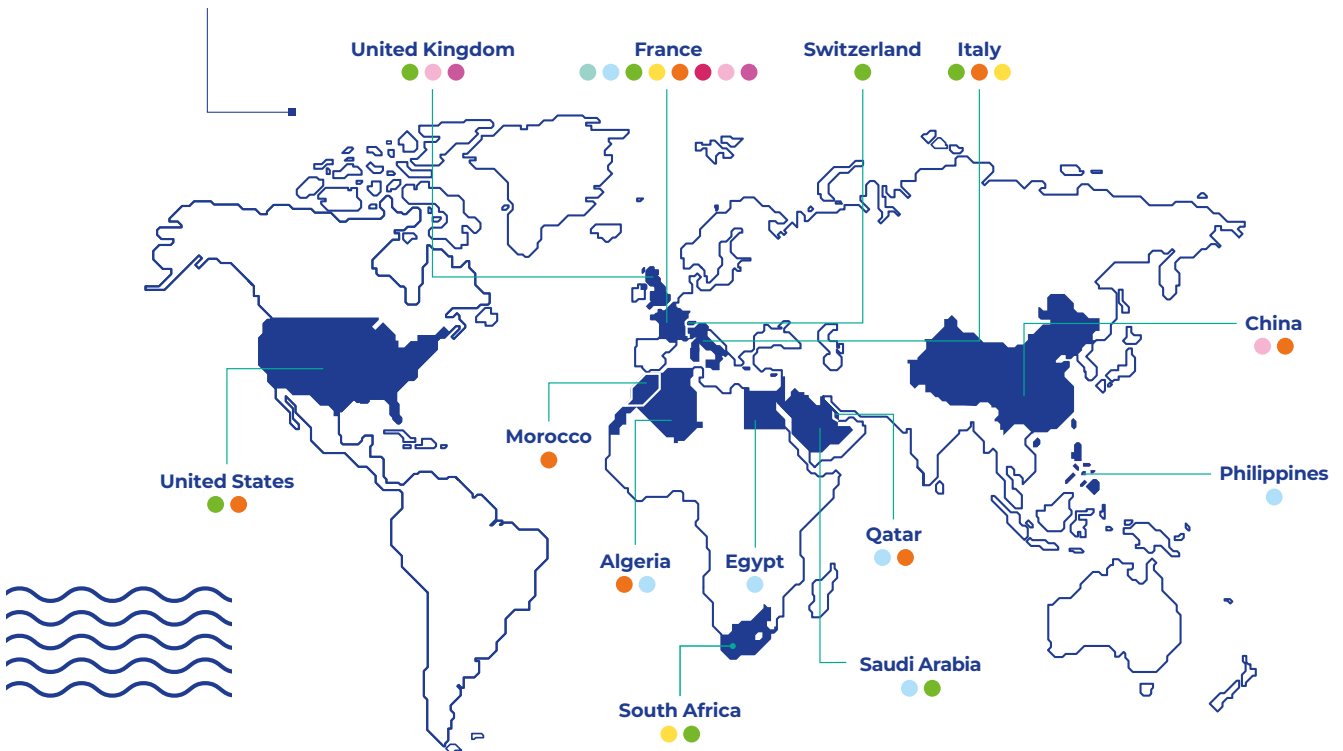 United Kingdom
France
Switzerland
Italy
China
Morocco
United States
Philippines
Qatar
Algeria
Egypt
Saudi Arabia
South Africa